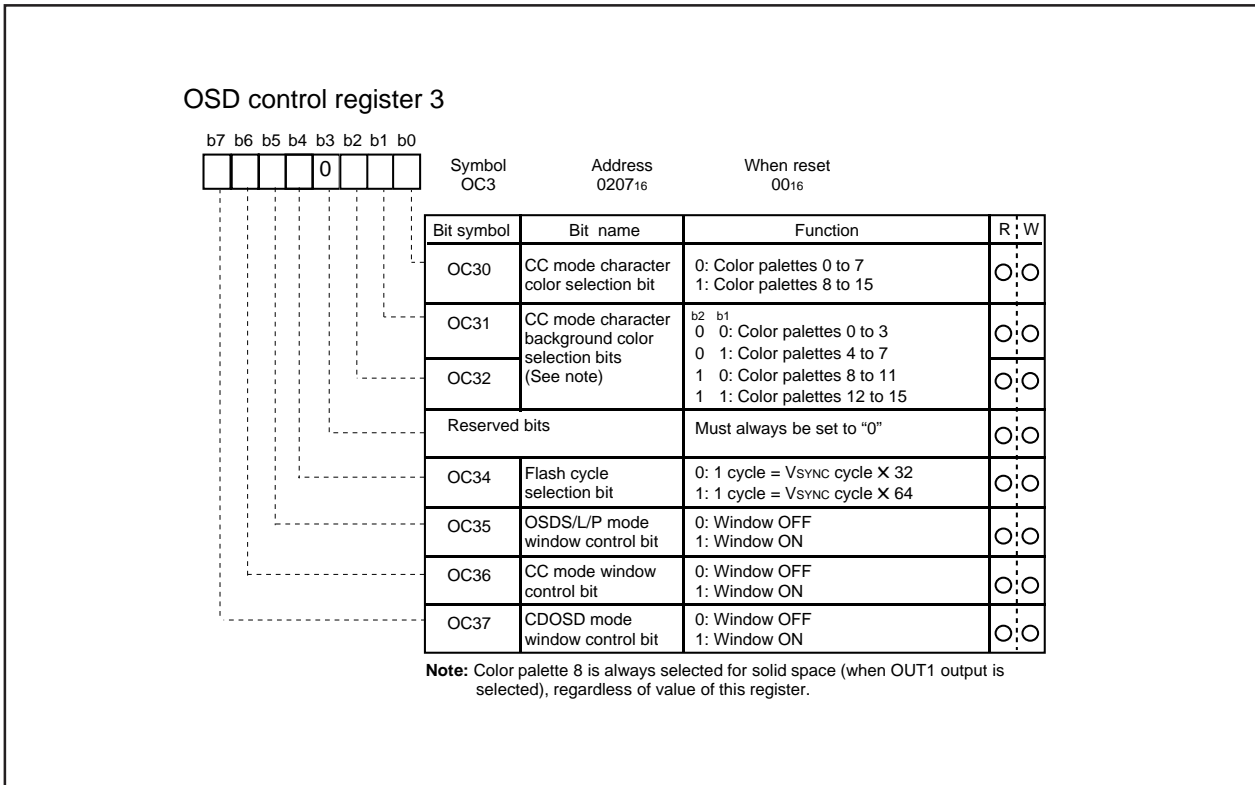 OSD control register 3
b7 b6 b5 b4 b3 b2 b1 b0
0
Symbol Address When reset
OC3 020716 0016
Bit symbol Bit name Function R W
OC30 CC mode character color selection bit 0: Color palettes 0 to 7
1: Color palettes 8 to 15
OC31 CC mode character background color selection bits (See note) b2 b1
0 0: Color palettes 0 to 3
0 1: Color palettes 4 to 7
OC32 1 0: Color palettes 8 to 11
1 1: Color palettes 12 to 15
Reserved bits Must always be set to “0”
OC34 Flash cycle selection bit 0: 1 cycle = VSYNC cycle X 32
1: 1 cycle = VSYNC cycle X 64
OC35 OSDS/L/P mode window control bit 0: Window OFF
1: Window ON
OC36 CC mode window control bit 0: Window OFF
1: Window ON
OC37 CDOSD mode window control bit 0: Window OFF
1: Window ON
Note: Color palette 8 is always selected for solid space (when OUT1 output is
selected), regardless of value of this register.